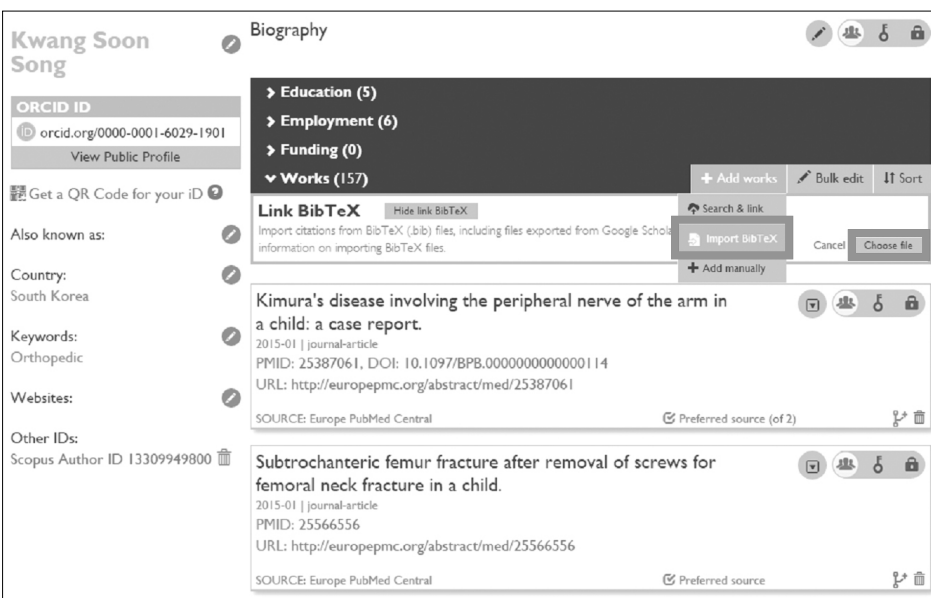 Kwang Soon
Song
ORCID ID
iD orcid.org/0000-0001-6029-1901
View Public Profile
Get a QR Code for your iD ?
Also known as:
Country:
South Korea
Keywords:
Orthopedic
Websites:
Other IDs:
Scopus Author ID 13309949800
Biography
Education (5)
Employment (6)
Funding (0)
Works (157)
+ Add works
Bulk edit
Sort
Link BibTeX
Hide link BibTeX
Search & link
Import citations from BibTeX (.bib) files, including files exported from Google Schola
Import BibTeX
Cancel
Choose file
information on importing BibTeX files.
+ Add manually
Kimura's disease involving the peripheral nerve of the arm in
a child: a case report.
2015-01 | journal-article
PMID: 25387061, DOI: 10.1097/BPB.0000000000000114
URL: http://europepmc.org/abstract/med/25387061
SOURCE: Europe PubMed Central
Preferred source (of 2)
Subtrochanteric femur fracture after removal of screws for
femoral neck fracture in a child.
2015-01 | journal-article
PMID: 25566556
URL: http://europepmc.org/abstract/med/25566556
SOURCE: Europe PubMed Central
Preferred source